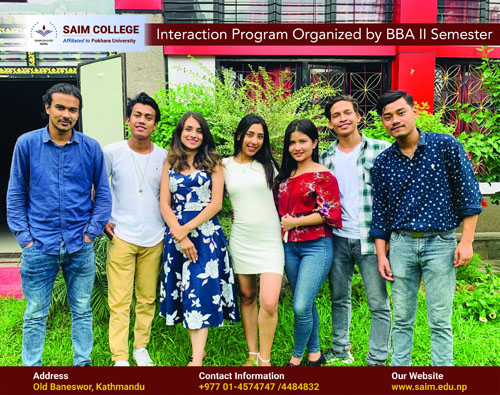 SAIM COLLEGE
Affiliated to Pokhara University
Interaction Program Organized by BBA II Semester
Address
Old Baneswor, Kathmandu
Contact Information
+977 01-4574747 /4484832
Our Website
www.saim.edu.np